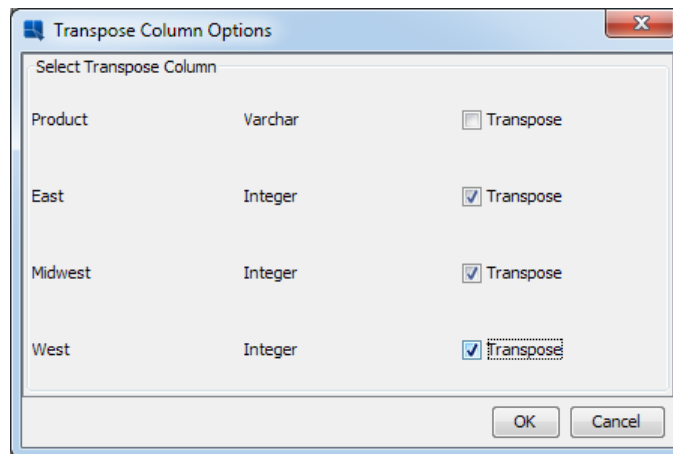 Transpose Column Options
Select Transpose Column
Product Varchar Transpose
East Integer Transpose
Midwest Integer Transpose
West Integer Transpose
OK Cancel